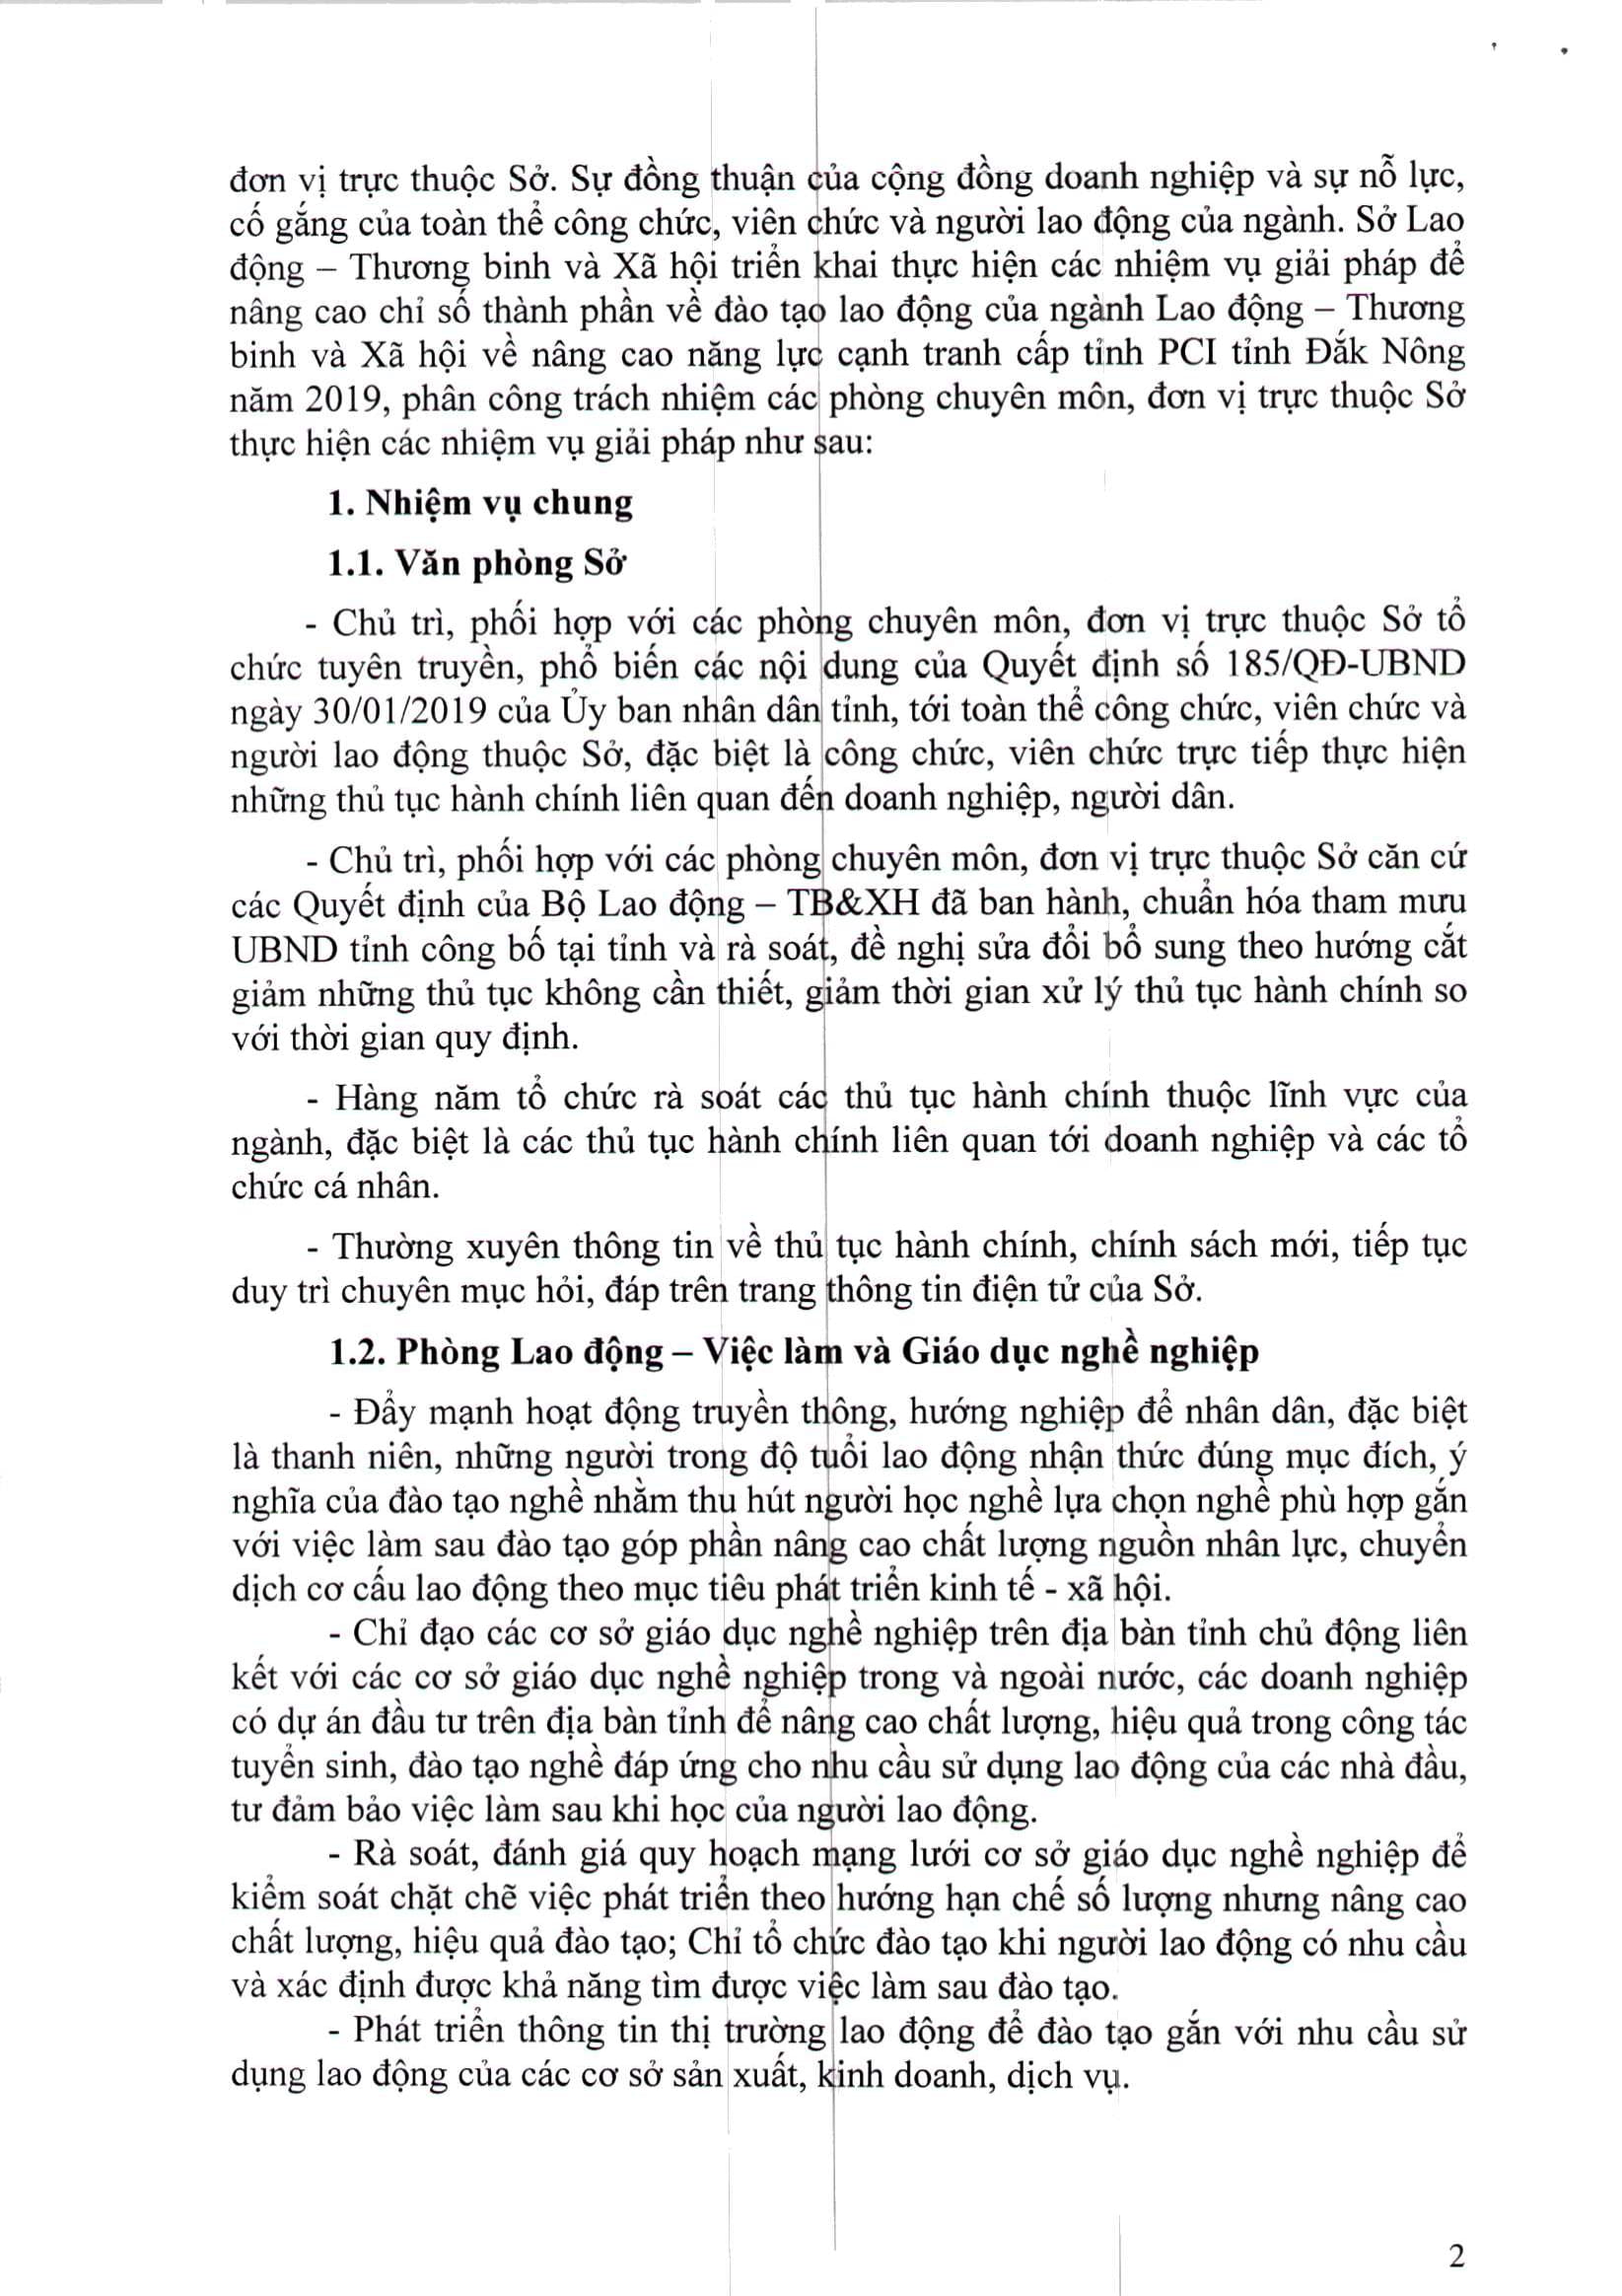 đơn vị trực thuộc Sở. Sự đồng thuận của cộng đồng doanh nghiệp và sự nỗ lực,
cố gắng của toàn thể công chức, viên chức và người lao động của ngành. Sở Lao
động – Thương binh và Xã hội triển khai thực hiện các nhiệm vụ giải pháp để
nâng cao chỉ số thành phần về đào tạo lao động của ngành Lao động – Thương
binh và Xã hội về nâng cao năng lực cạnh tranh cấp tỉnh PCI tỉnh Đắk Nông
năm 2019, phân công trách nhiệm các phòng chuyên môn, đơn vị trực thuộc Sở
thực hiện các nhiệm vụ giải pháp như sau:
1. Nhiệm vụ chung
1.1. Văn phòng Sở
- Chủ trì, phối hợp với các phòng chuyên môn, đơn vị trực thuộc Sở tổ
chức tuyên truyền, phổ biến các nội dung của Quyết định số 185/QĐ-UBND
ngày 30/01/2019 của Ủy ban nhân dân tỉnh, tới toàn thể công chức, viên chức và
người lao động thuộc Sở, đặc biệt là công chức, viên chức trực tiếp thực hiện
những thủ tục hành chính liên quan đến doanh nghiệp, người dân.
- Chủ trì, phối hợp với các phòng chuyên môn, đơn vị trực thuộc Sở căn cứ
các Quyết định của Bộ Lao động – TB&XH đã ban hành, chuẩn hóa tham mưu
UBND tỉnh công bố tại tỉnh và rà soát, đề nghị sửa đổi bổ sung theo hướng cắt
giảm những thủ tục không cần thiết, giảm thời gian xử lý thủ tục hành chính so
với thời gian quy định.
- Hàng năm tổ chức rà soát các thủ tục hành chính thuộc lĩnh vực của
ngành, đặc biệt là các thủ tục hành chính liên quan tới doanh nghiệp và các tổ
chức cá nhân.
- Thường xuyên thông tin về thủ tục hành chính, chính sách mới, tiếp tục
duy trì chuyên mục hỏi, đáp trên trang thông tin điện tử của Sở.
1.2. Phòng Lao động – Việc làm và Giáo dục nghề nghiệp
- Đẩy mạnh hoạt động truyền thông, hướng nghiệp để nhân dân, đặc biệt
là thanh niên, những người trong độ tuổi lao động nhận thức đúng mục đích, ý
nghĩa của đào tạo nghề nhằm thu hút người học nghề lựa chọn nghề phù hợp gắn
với việc làm sau đào tạo góp phần nâng cao chất lượng nguồn nhân lực, chuyển
dịch cơ cấu lao động theo mục tiêu phát triển kinh tế - xã hội.
- Chỉ đạo các cơ sở giáo dục nghề nghiệp trên địa bàn tỉnh chủ động liên
kết với các cơ sở giáo dục nghề nghiệp trong và ngoài nước, các doanh nghiệp
có dự án đầu tư trên địa bàn tỉnh để nâng cao chất lượng, hiệu quả trong công tác
tuyển sinh, đào tạo nghề đáp ứng cho nhu cầu sử dụng lao động của các nhà đầu,
tư đảm bảo việc làm sau khi học của người lao động.
- Rà soát, đánh giá quy hoạch mạng lưới cơ sở giáo dục nghề nghiệp để
kiểm soát chặt chẽ việc phát triển theo hướng hạn chế số lượng nhưng nâng cao
chất lượng, hiệu quả đào tạo; Chỉ tổ chức đào tạo khi người lao động có nhu cầu
và xác định được khả năng tìm được việc làm sau đào tạo.
- Phát triển thông tin thị trường lao động để đào tạo gắn với nhu cầu sử
dụng lao động của các cơ sở sản xuất, kinh doanh, dịch vụ.
2